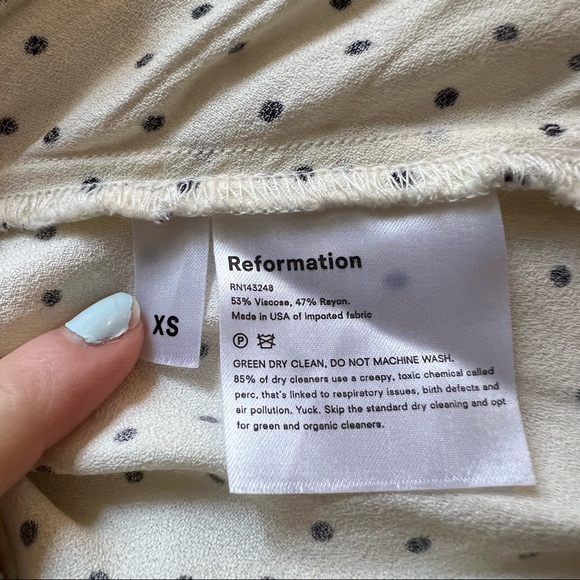 Reformation
RN143248
53% Viscose, 47% Rayon.
Made in USA of imported fabric
P
GREEN DRY CLEAN, DO NOT MACHINE WASH.
85% of dry cleaners use a creepy, toxic chemical called
perc, that's linked to respiratory issues, birth defects and
air pollution. Yuck. Skip the standard dry cleaning and opt
for green and organic cleaners.
XS